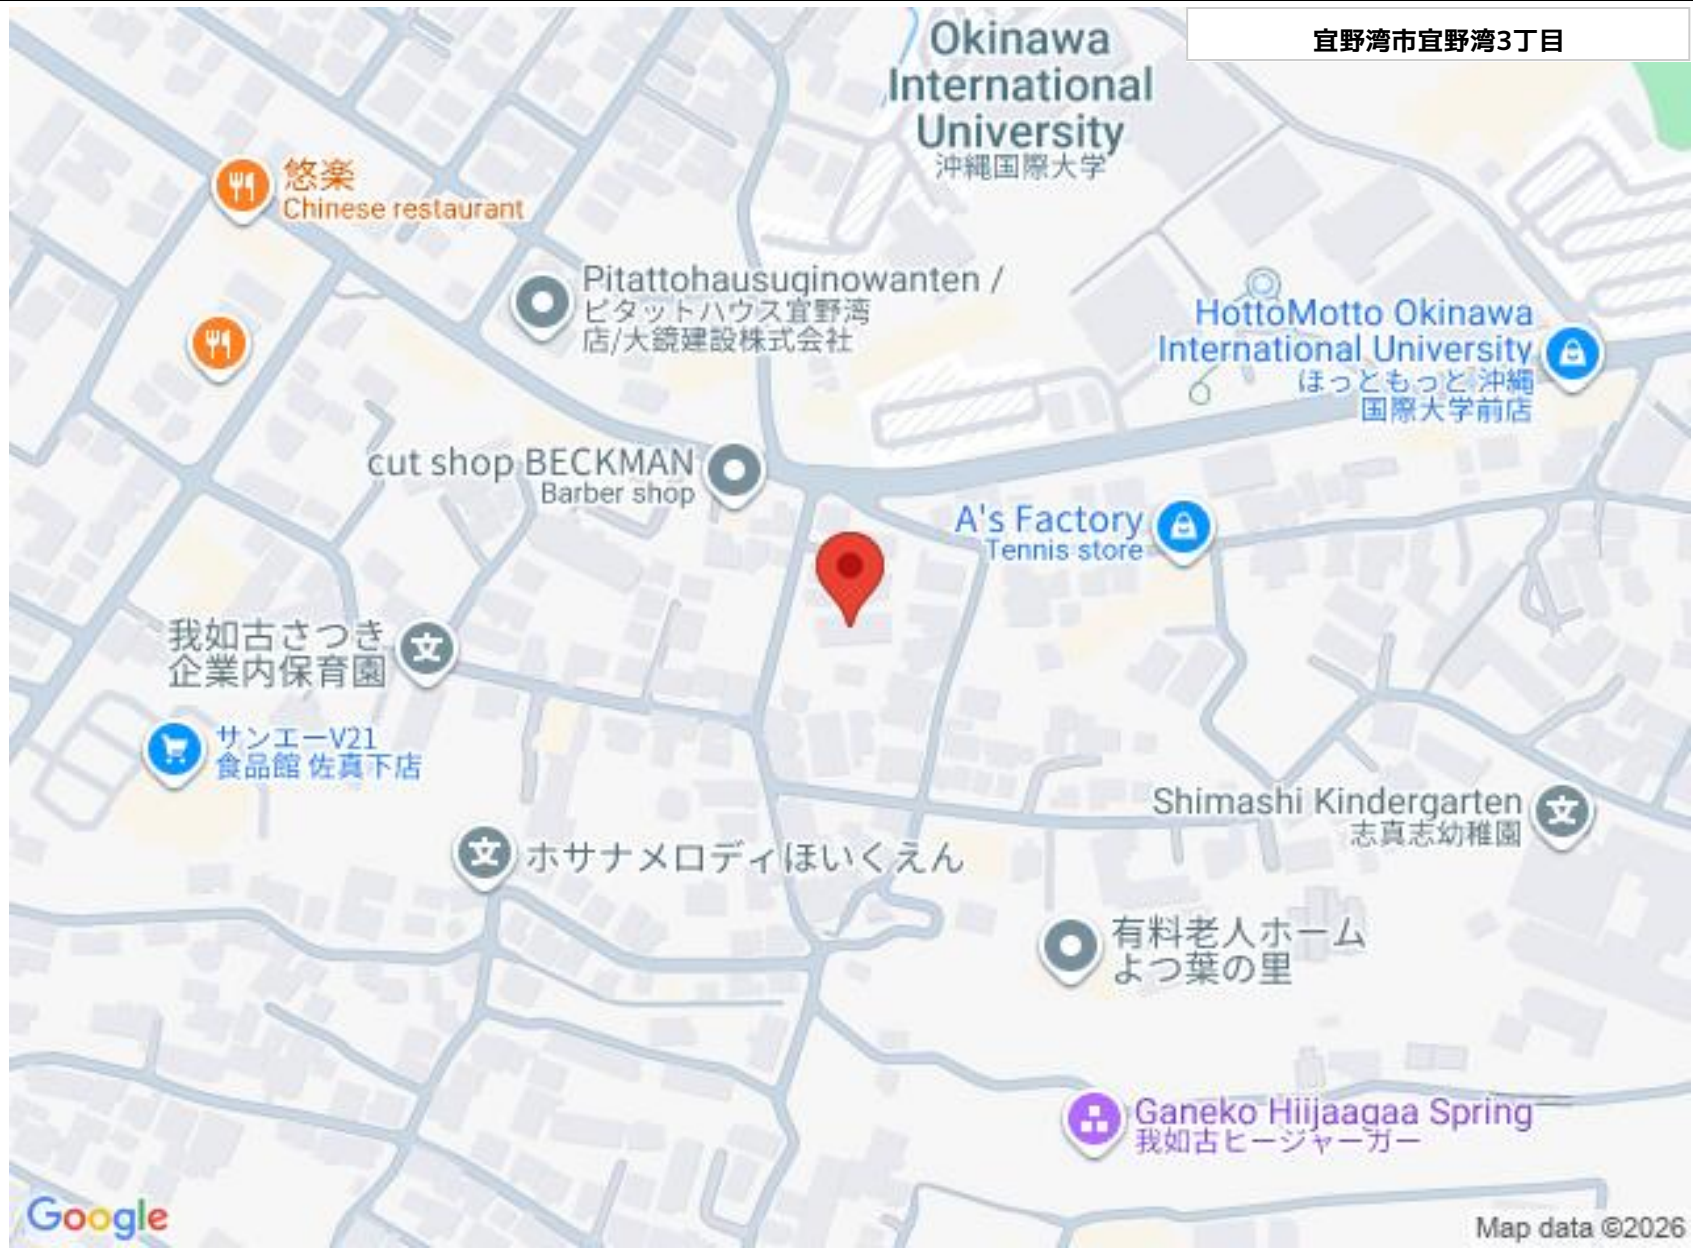 宜野湾市宜野湾3丁目
Okinawa
International
University
沖縄国際大学
悠楽
Chinese restaurant
Pitattohausuginowanten /
ピタットハウス宜野湾
店/大鏡建設株式会社
HottoMotto Okinawa
International University
ほっともっと 沖縄
国際大学前店
cut shop BECKMAN
Barber shop
A's Factory
Tennis store
我如古さつき
企業内保育園
サンエーV21
食品館 佐真下店
Shimashi Kindergarten
志真志幼稚園
ホサナメロディほいくえん
有料老人ホーム
よつ葉の里
Ganeko Hiijaagaa Spring
我如古ヒージャーガー
Google
Map data ©2026